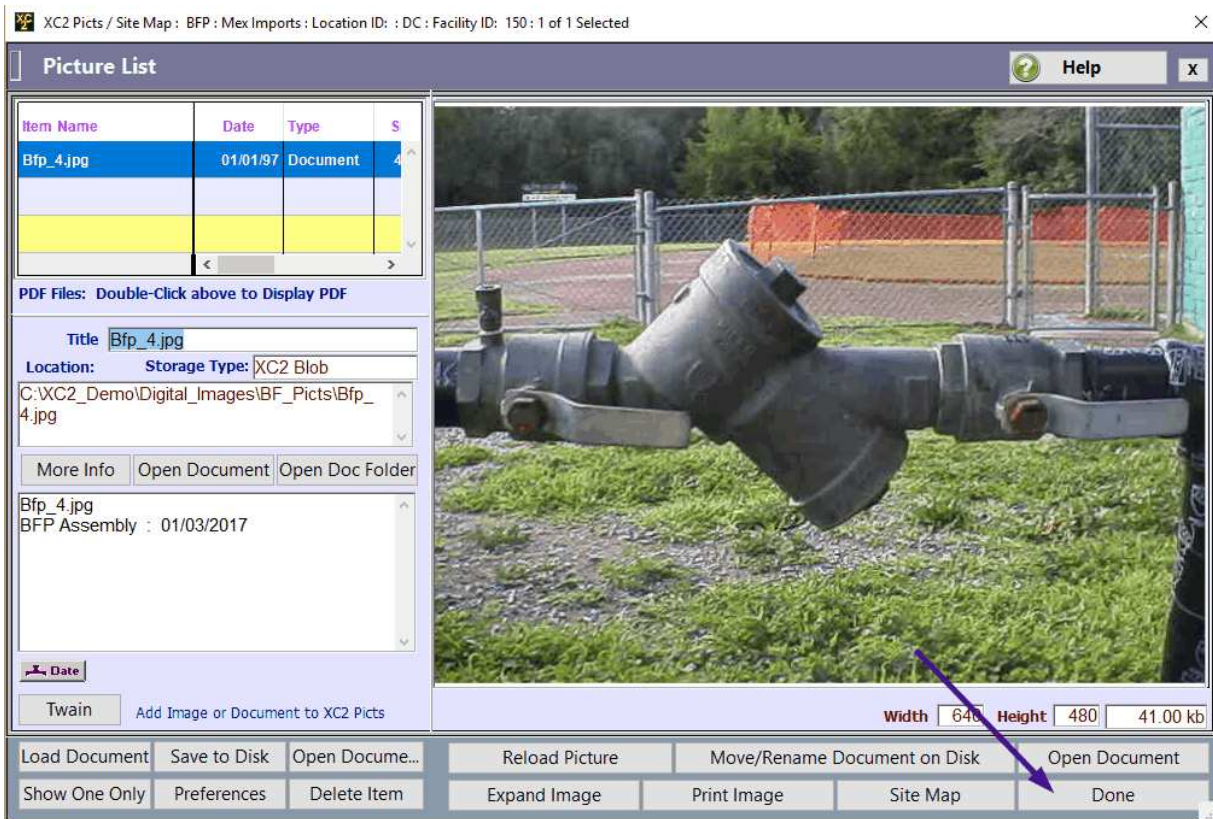 XC2 Picts / Site Map : BFP : Mex Imports : Location ID: : DC : Facility ID: 150 : 1 of 1 Selected
Picture List
Help
X
Item Name Date Type S
Bfp_4.jpg 01/01/97 Document 4
PDF Files: Double-Click above to Display PDF
Title Bfp_4.jpg
Location: Storage Type: XC2 Blob
C:\XC2_Demo\Digital_Images\BF_Picts\Bfp_
4.jpg
More Info Open Document Open Doc Folder
Bfp_4.jpg
BFP Assembly : 01/03/2017
Date
Twain Add Image or Document to XC2 Picts
Width 640 Height 480 41.00 kb
Load Document Save to Disk Open Docume... Reload Picture Move/Rename Document on Disk Open Document
Show One Only Preferences Delete Item Expand Image Print Image Site Map Done